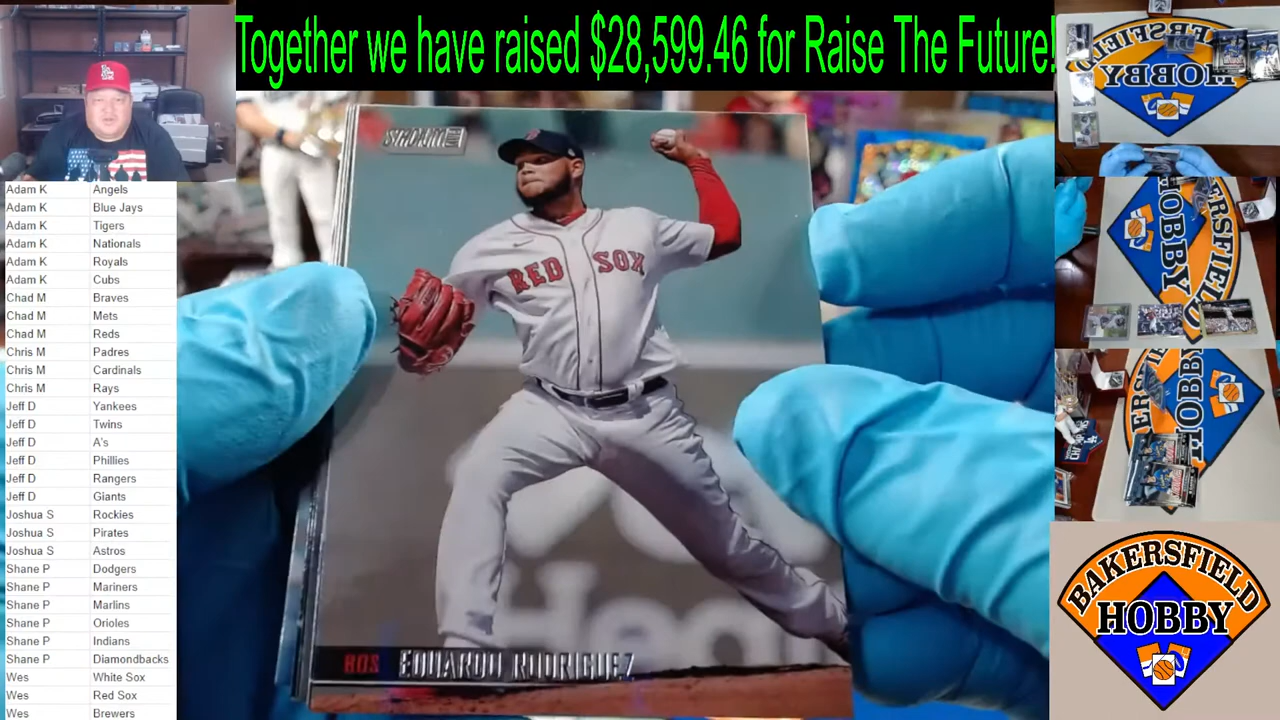 Together we have raised $28,599.46 for Raise The Future!
Adam K Angels
Adam K Blue Jays
Adam K Tigers
Adam K Nationals
Adam K Royals
Adam K Cubs
Chad M Braves
Chad M Mets
Chad M Reds
Chris M Padres
Chris M Cardinals
Chris M Rays
Jeff D Yankees
Jeff D Twins
Jeff D A's
Jeff D Phillies
Jeff D Rangers
Jeff D Giants
Joshua S Rockies
Joshua S Pirates
Joshua S Astros
Shane P Dodgers
Shane P Mariners
Shane P Marlins
Shane P Orioles
Shane P Indians
Shane P Diamondbacks
Wes White Sox
Wes Red Sox
Wes Brewers
RED SOX
BOS EDUARDO RODRIGUEZ
HOBBY
HOBBY
HOBBY
BAKERSFIELD
HOBBY